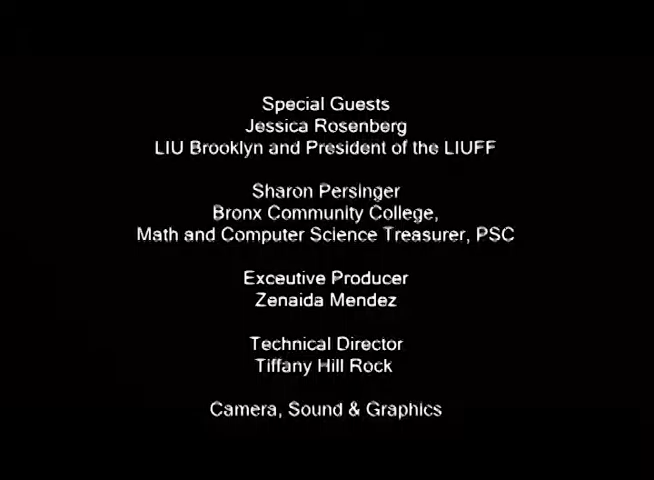 Special Guests
Jessica Rosenberg
LIU Brooklyn and President of the LIUFF
Sharon Persinger
Bronx Community College,
Math and Computer Science Treasurer, PSC
Exceutive Producer
Zenaida Mendez
Technical Director
Tiffany Hill Rock
Camera, Sound & Graphics